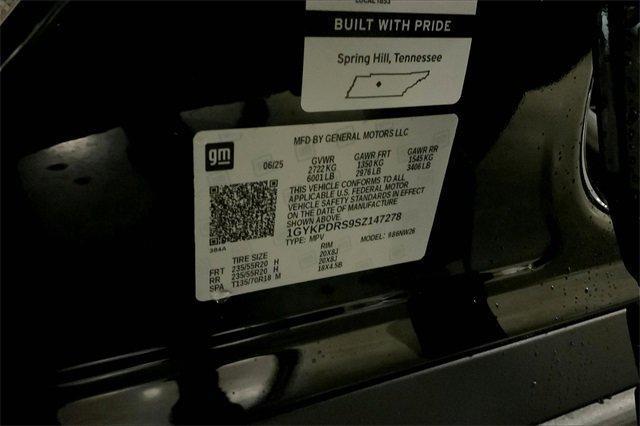 LOCAL 1853
BUILT WITH PRIDE
Spring Hill, Tennessee
MFD BY GENERAL MOTORS LLC
gm
06/25 GVWR GAWR FRT GAWR RR
2722 KG 1350 KG 1545 KG
6001 LB 2976 LB 3406 LB
THIS VEHICLE CONFORMS TO ALL
APPLICABLE U.S. FEDERAL MOTOR
VEHICLE SAFETY STANDARDS IN EFFECT
ON THE DATE OF MANUFACTURE
SHOWN ABOVE.
1GYKPDRS9SZ147278
384A TYPE: MPV MODEL: 6NW26
TIRE SIZE RIM
FRT 235/55R20 H 20X8J
RR 235/55R20 H 20X8J
SPA T135/70R18 M 18X4.5B